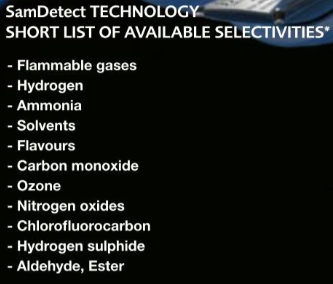 SamDetect TECHNOLOGY
SHORT LIST OF AVAILABLE SELECTIVITIES*
- Flammable gases
- Hydrogen
- Ammonia
- Solvents
- Flavours
- Carbon monoxide
- Ozone
- Nitrogen oxides
- Chlorofluorocarbon
- Hydrogen sulphide
- Aldehyde, Ester